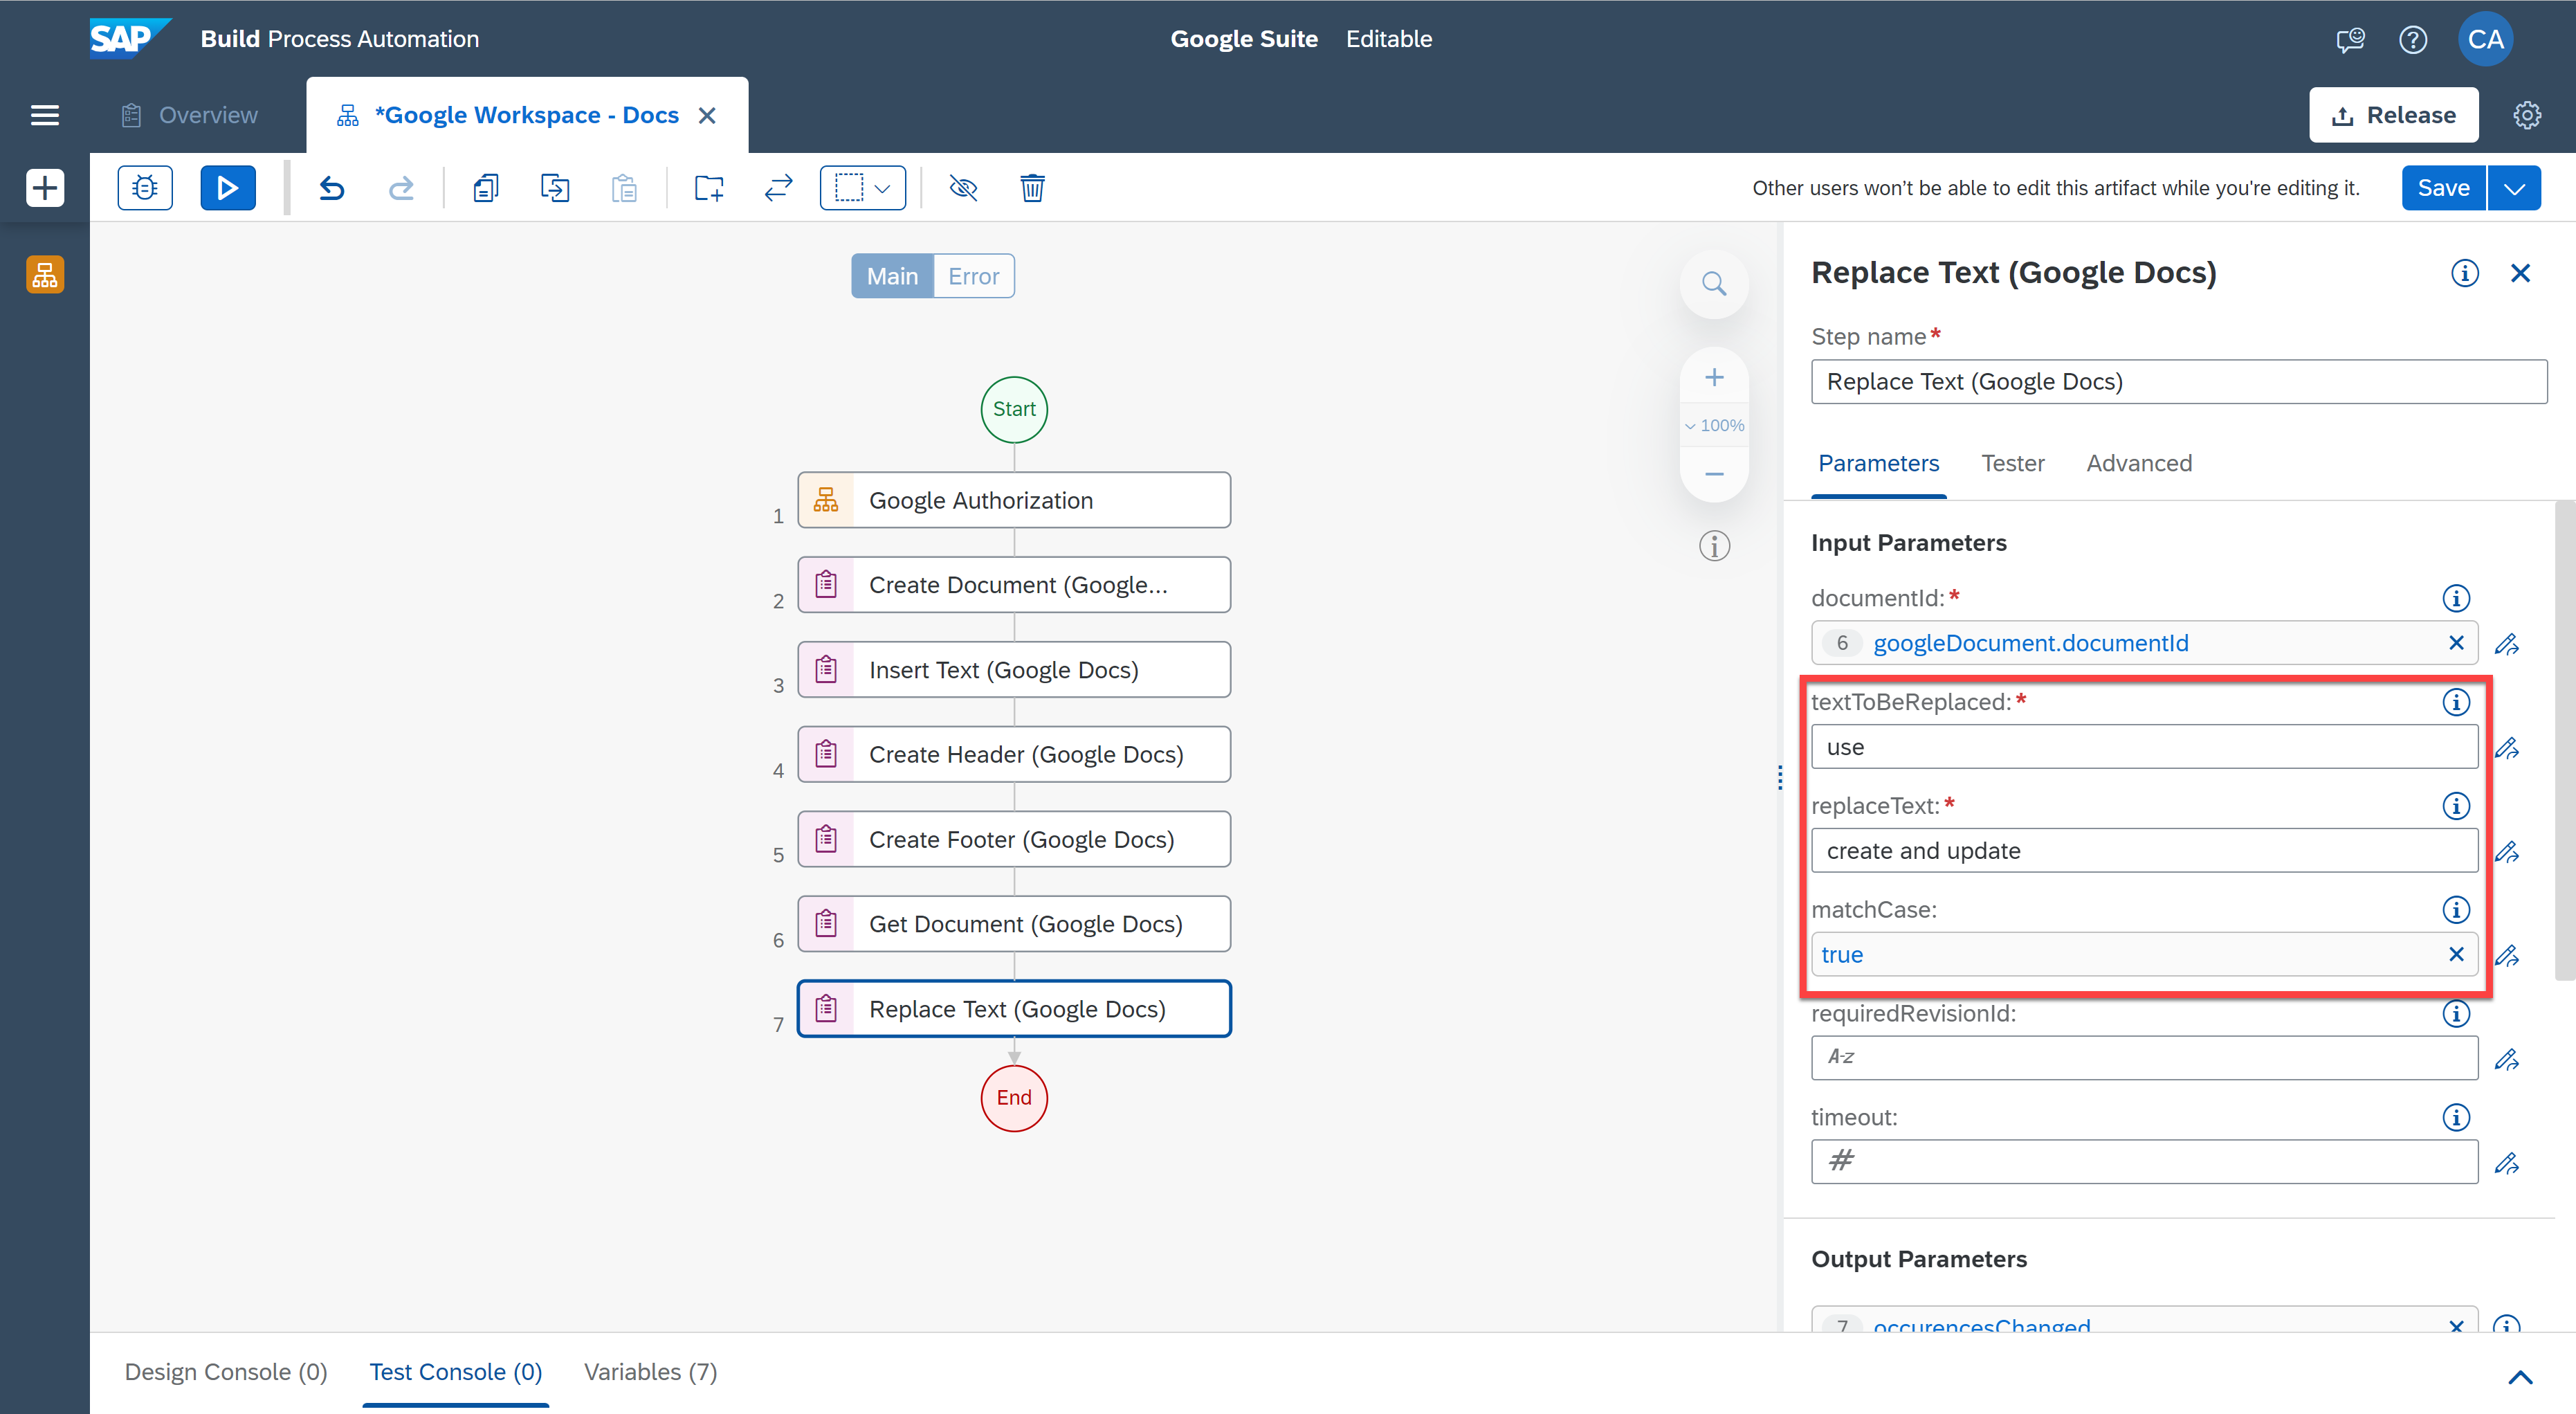 SAP Build Process Automation
Google Suite Editable
CA
Overview
*Google Workspace - Docs
Release
Other users won't be able to edit this artifact while you're editing it.
Save
Main Error
100%
Start
1 Google Authorization
2 Create Document (Google...
3 Insert Text (Google Docs)
4 Create Header (Google Docs)
5 Create Footer (Google Docs)
6 Get Document (Google Docs)
7 Replace Text (Google Docs)
End
Replace Text (Google Docs)
Step name*
Replace Text (Google Docs)
Parameters Tester Advanced
Input Parameters
documentId:*
6 googleDocument.documentId
textToBeReplaced:*
use
replaceText:*
create and update
matchCase:
true
requiredRevisionId:
A-z
timeout:
#
Output Parameters
7 occurencesChanged
Design Console (0) Test Console (0) Variables (7)